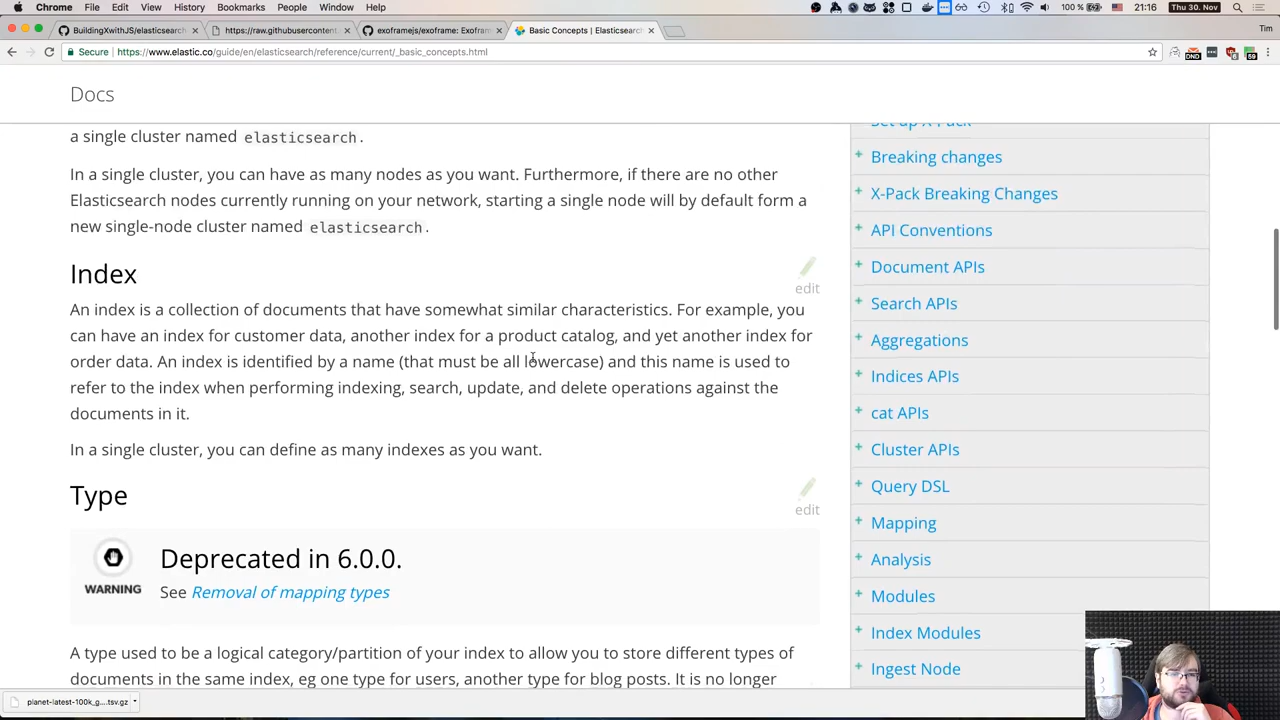 Chrome File Edit View History Bookmarks People Window Help 100 % Thu 30. Nov 21:16
BuildingXwithJS/elasticsearch × https://raw.githubusercontent. × exoframejs/exoframe: Exofram × Basic Concepts | Elasticsearch × Tim
Secure https://www.elastic.co/guide/en/elasticsearch/reference/current/_basic_concepts.html
Docs
a single cluster named elasticsearch.
In a single cluster, you can have as many nodes as you want. Furthermore, if there are no other
Elasticsearch nodes currently running on your network, starting a single node will by default form a
new single-node cluster named elasticsearch.
Index
edit
An index is a collection of documents that have somewhat similar characteristics. For example, you
can have an index for customer data, another index for a product catalog, and yet another index for
order data. An index is identified by a name (that must be all lowercase) and this name is used to
refer to the index when performing indexing, search, update, and delete operations against the
documents in it.
In a single cluster, you can define as many indexes as you want.
Type
edit
WARNING
Deprecated in 6.0.0.
See Removal of mapping types
A type used to be a logical category/partition of your index to allow you to store different types of
documents in the same index, eg one type for users, another type for blog posts. It is no longer
Set up X-Pack
Breaking changes
X-Pack Breaking Changes
API Conventions
Document APIs
Search APIs
Aggregations
Indices APIs
cat APIs
Cluster APIs
Query DSL
Mapping
Analysis
Modules
Index Modules
Ingest Node
planet-latest-100k_g....tsv.gz